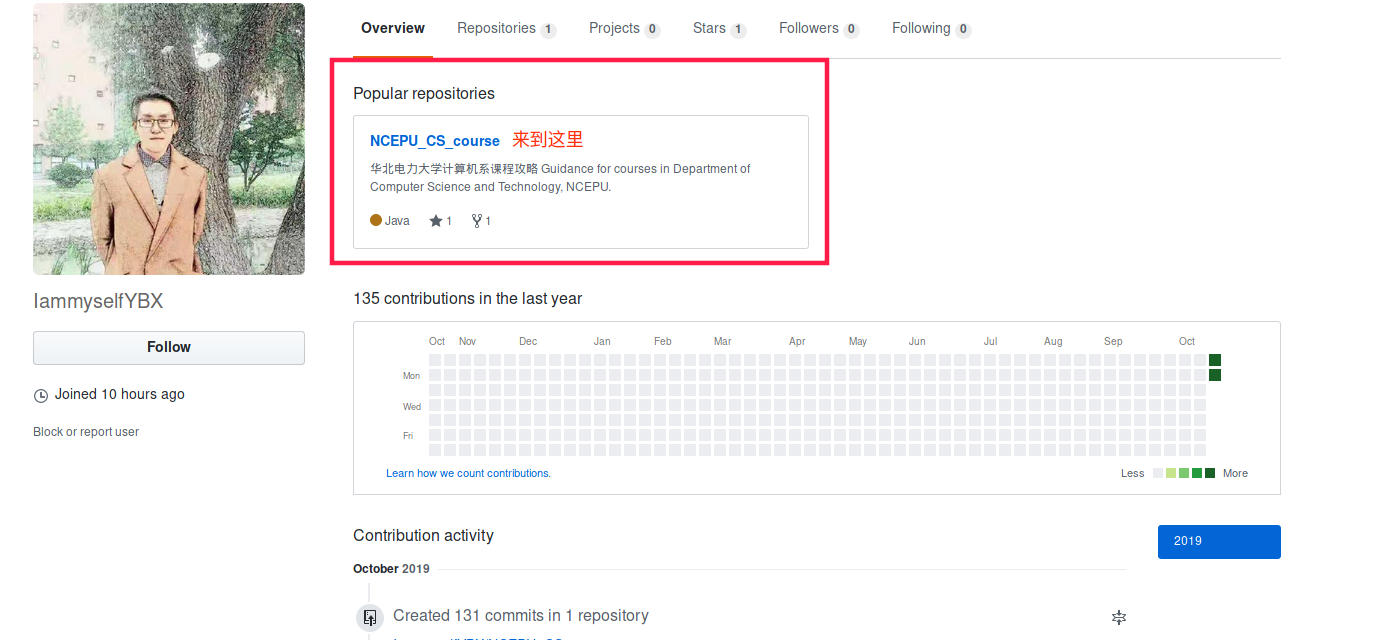 Overview Repositories 1 Projects 0 Stars 1 Followers 0 Following 0
IammyselfYBX
Follow
Joined 10 hours ago
Block or report user
Popular repositories
NCEPU_CS_course 来到这里
华北电力大学计算机系课程攻略 Guidance for courses in Department of
Computer Science and Technology, NCEPU.
Java 1 1
135 contributions in the last year
Oct Nov Dec Jan Feb Mar Apr May Jun Jul Aug Sep Oct
Mon
Wed
Fri
Learn how we count contributions.
Less More
Contribution activity
2019
October 2019
Created 131 commits in 1 repository